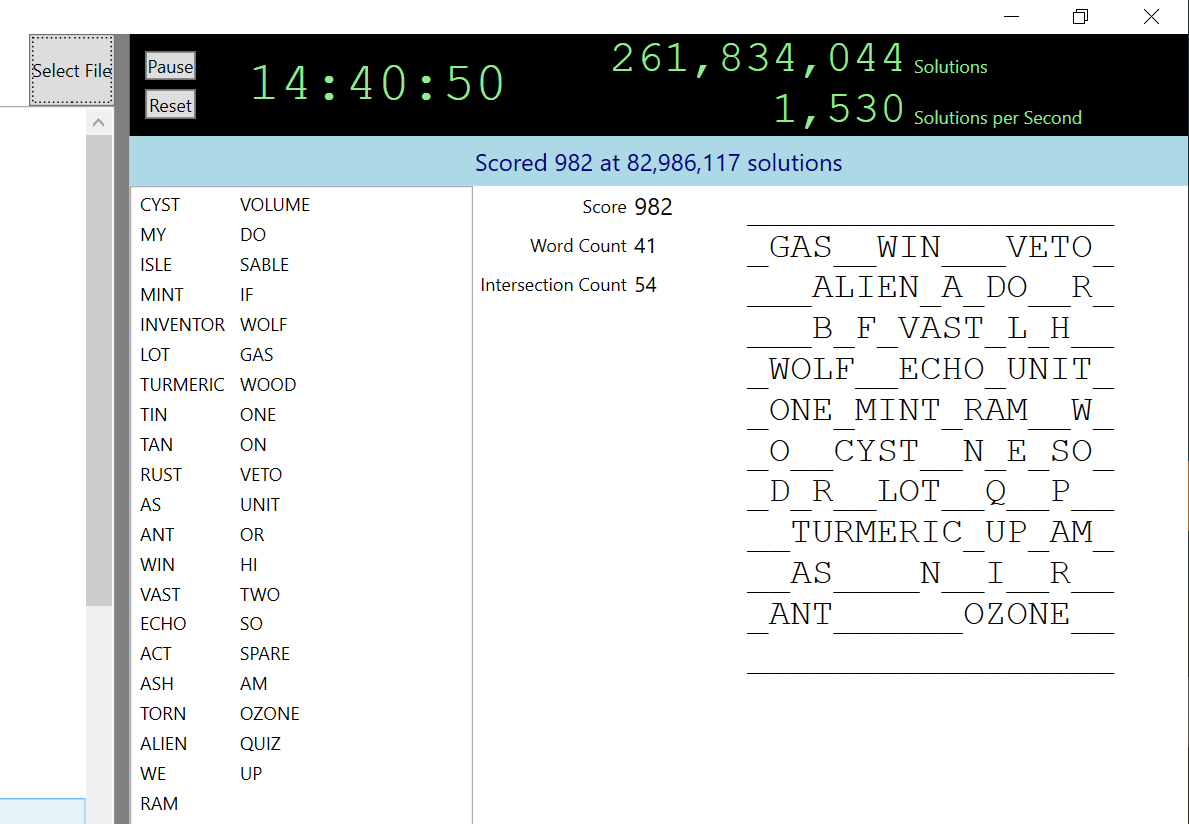 Select File
Pause
Reset
14:40:50
261,834,044 Solutions
1,530 Solutions per Second
Scored 982 at 82,986,117 solutions
CYST VOLUME
MY DO
ISLE SABLE
MINT IF
INVENTOR WOLF
LOT GAS
TURMERIC WOOD
TIN ONE
TAN ON
RUST VETO
AS UNIT
ANT OR
WIN HI
VAST TWO
ECHO SO
ACT SPARE
ASH AM
TORN OZONE
ALIEN QUIZ
WE UP
RAM
Score 982
Word Count 41
Intersection Count 54
_________________
_GAS__WIN___VETO_
___ALIEN_A_DO__R_
___B_F_VAST_L_H__
_WOLF__ECHO_UNIT_
_ONE_MINT_RAM__W_
_O__CYST__N_E_SO_
_D_R__LOT__Q__P__
__TURMERIC_UP_AM_
__AS____N__I__R__
_ANT______OZONE__
_________________